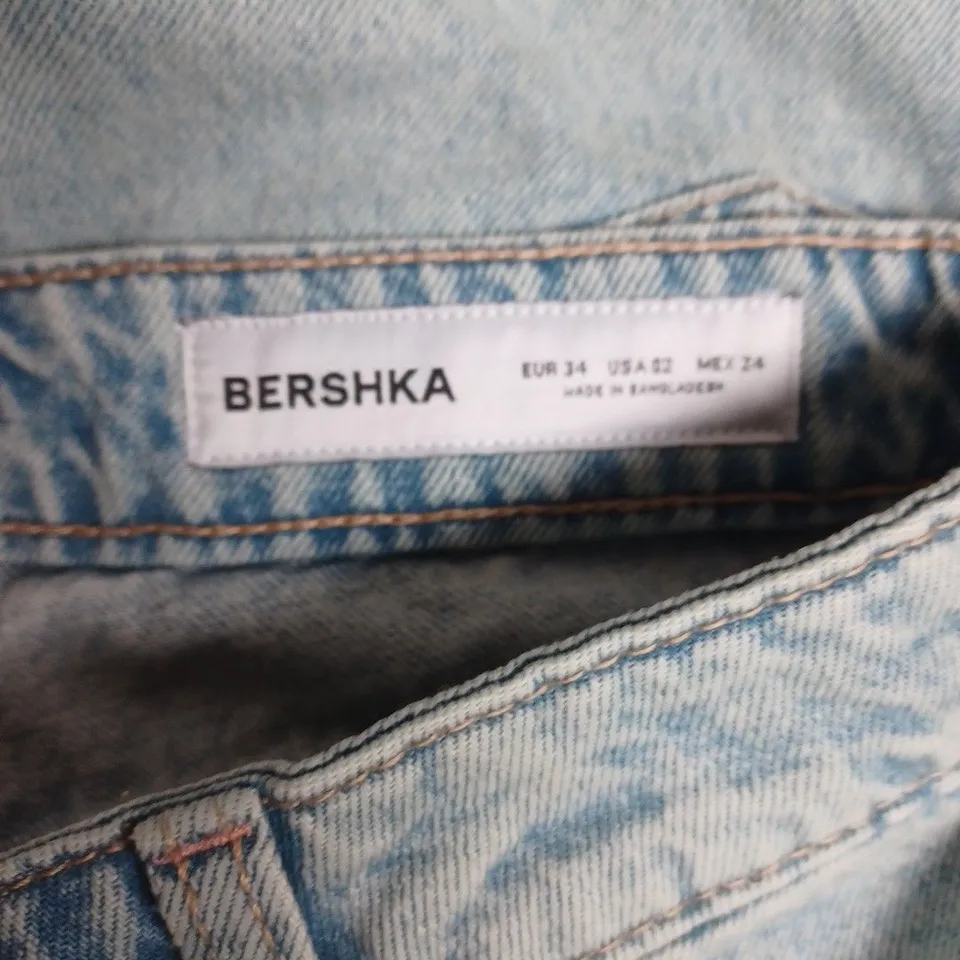 BERSHKA
EUR 34 USA 02 MEX 24
MADE IN BANGLADESH